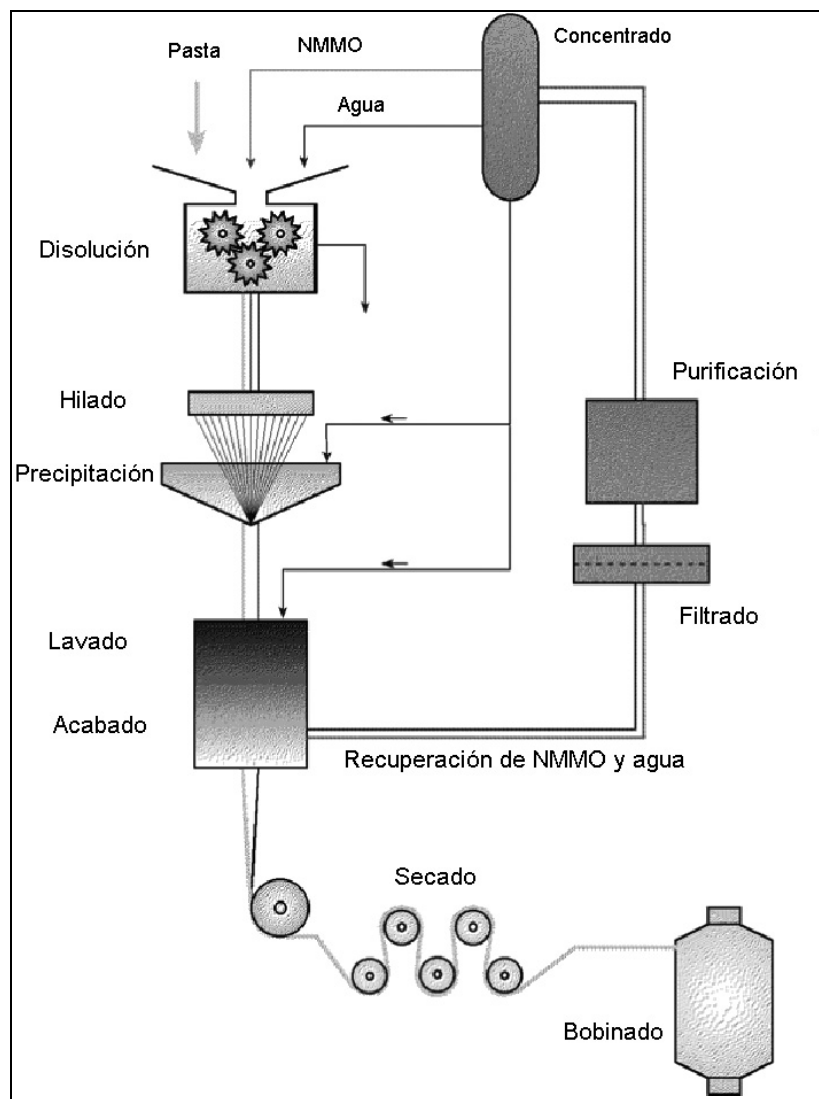 Concentrado
NMMO
Pasta
Agua
Disolución
Purificación
Hilado
Precipitación
Filtrado
Lavado
Acabado
Recuperación de NMMO y agua
Secado
Bobinado